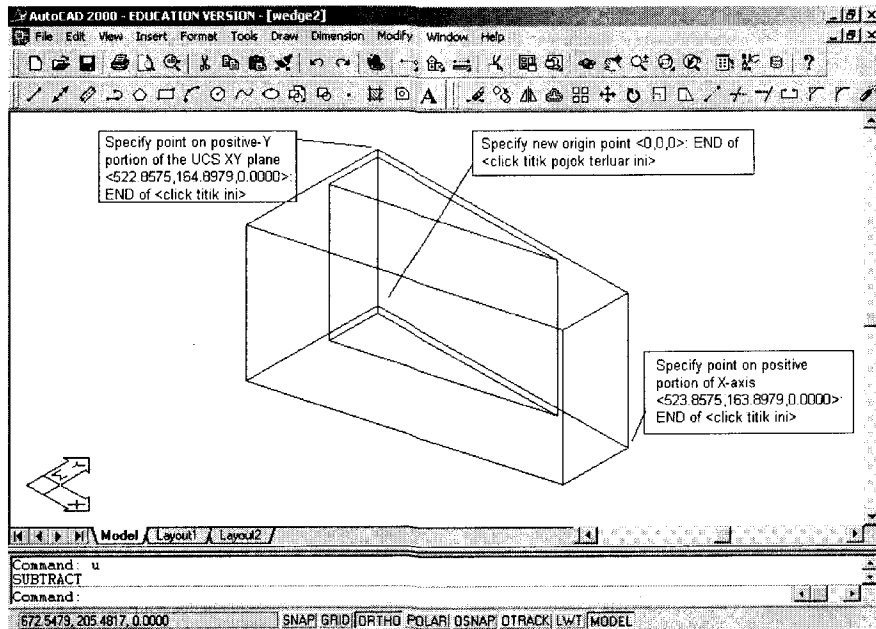 AutoCAD 2000 - EDUCATION VERSION - [wedge2]
File Edit View Insert Format Tools Draw Dimension Modify Window Help
A
Specify point on positive-Y
portion of the UCS XY plane
<522.8575,164.8979,0.0000>:
END of <click titik ini>
Specify new origin point <0,0,0>: END of
<click titik pojok terluar ini>
Specify point on positive
portion of X-axis
<523.8575,163.8979,0.0000>:
END of <click titik ini>
Model Layout1 Layout2
Command: u
SUBTRACT
Command:
672.5479, 205.4817, 0.0000 SNAP GRID ORTHO POLAR OSNAP OTRACK LWT MODEL